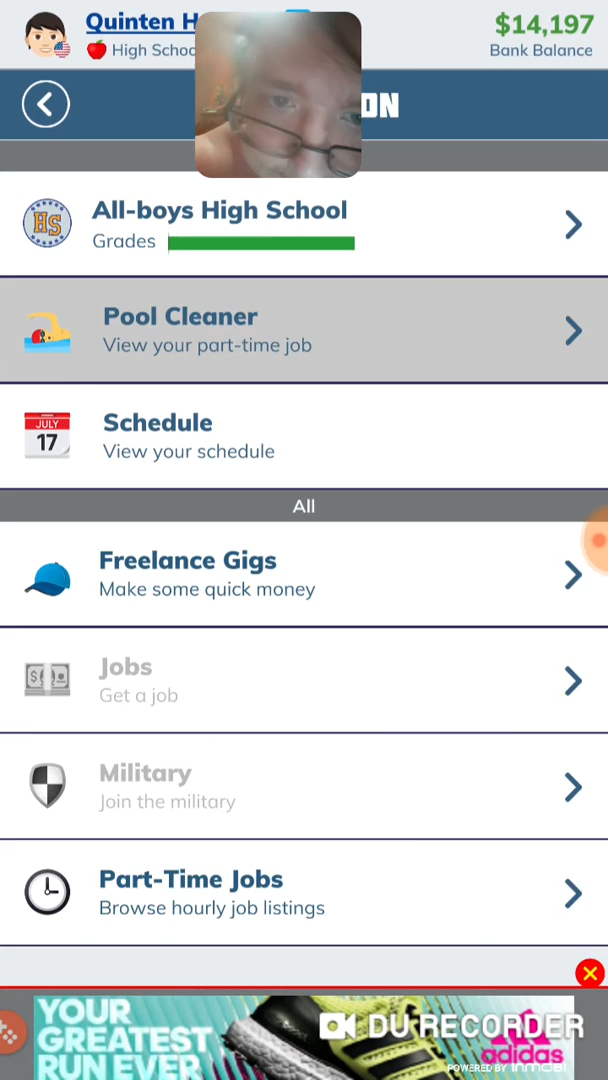 Quinten H
$14,197
High Schoo
Bank Balance
ON
HS
All-boys High School
Grades
Pool Cleaner
View your part-time job
JULY
17
Schedule
View your schedule
All
Freelance Gigs
Make some quick money
Jobs
Get a job
Military
Join the military
Part-Time Jobs
Browse hourly job listings
YOUR
GREATEST
RUN EVER
DU RECORDER
adidas
POWERED BY INMOBI